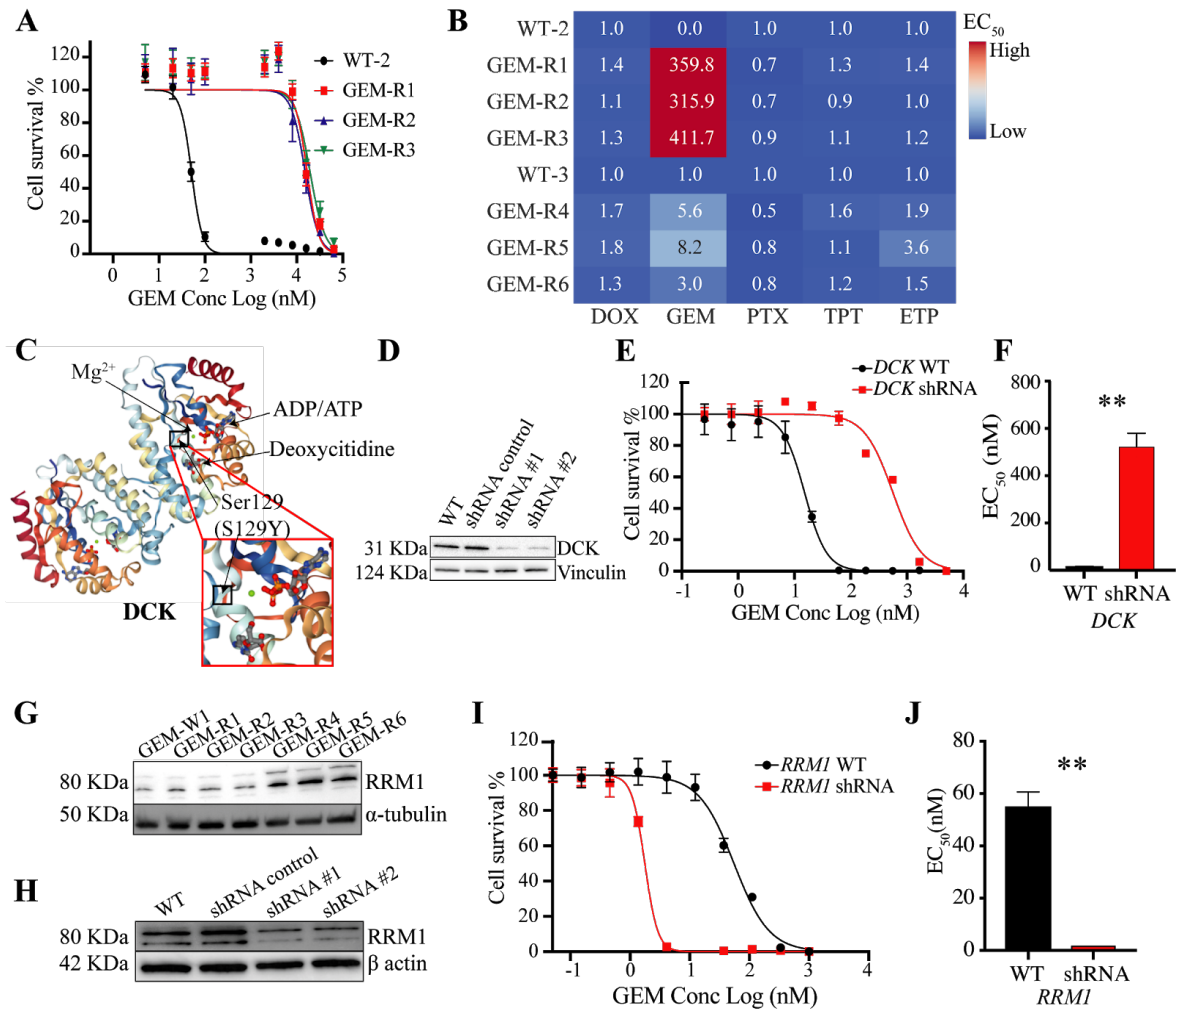 A
Cell survival %
120
100
80
60
40
20
0
0 1 2 3 4 5
GEM Conc Log (nM)
WT-2
GEM-R1
GEM-R2
GEM-R3
B
WT-2 1.0 0.0 1.0 1.0 1.0
GEM-R1 1.4 359.8 0.7 1.3 1.4
GEM-R2 1.1 315.9 0.7 0.9 1.0
GEM-R3 1.3 411.7 0.9 1.1 1.2
WT-3 1.0 1.0 1.0 1.0 1.0
GEM-R4 1.7 5.6 0.5 1.6 1.9
GEM-R5 1.8 8.2 0.8 1.1 3.6
GEM-R6 1.3 3.0 0.8 1.2 1.5
DOX GEM PTX TPT ETP
EC50
High
Low
C
Mg2+
ADP/ATP
Deoxycitidine
Ser129
(S129Y)
DCK
D
WT shRNA control shRNA #1 shRNA #2
31 KDa DCK
124 KDa Vinculin
E
Cell survival %
120
100
80
60
40
20
0
-1 0 1 2 3 4
GEM Conc Log (nM)
DCK WT
DCK shRNA
F
EC50 (nM)
800
600
400
200
0
**
WT shRNA
DCK
G
GEM-W1 GEM-R1 GEM-R2 GEM-R3 GEM-R4 GEM-R5 GEM-R6
80 KDa RRM1
50 KDa α-tubulin
H
WT shRNA control shRNA #1 shRNA #2
80 KDa RRM1
42 KDa β actin
I
Cell survival %
120
100
80
60
40
20
0
-1 0 1 2 3 4
GEM Conc Log (nM)
RRM1 WT
RRM1 shRNA
J
EC50(nM)
80
60
40
20
0
**
WT shRNA
RRM1